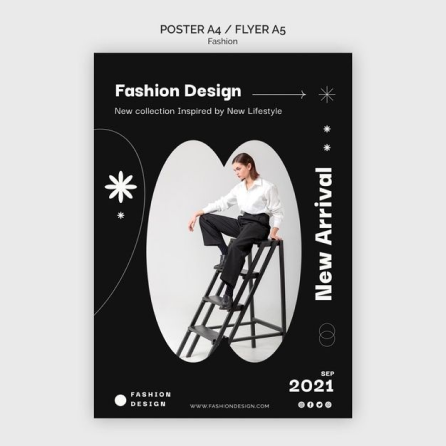 POSTER A4 / FLYER A5
Fashion
Fashion Design
New collection Inspired by New Lifestyle
New Arrival
SEP
2021
FASHION
DESIGN
WWW.FASHIONDESIGN.COM